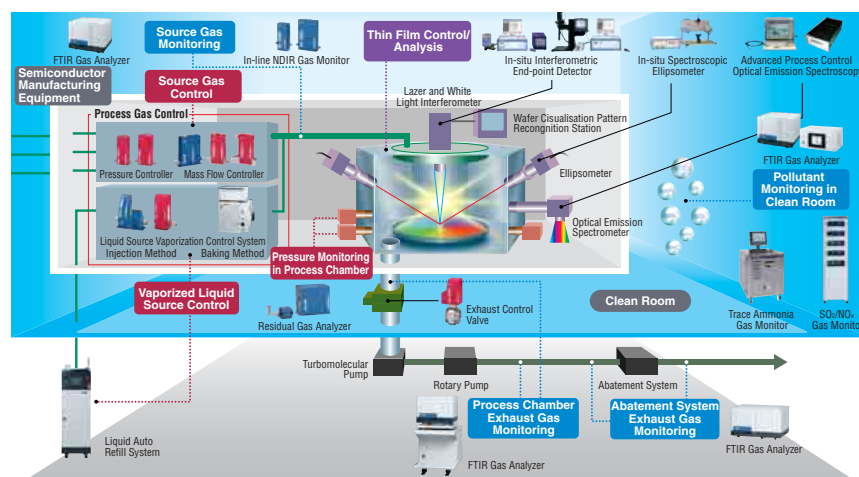 FTIR Gas Analyzer
Source Gas
Monitoring
In-line NDIR Gas Monitor
Thin Film Control/
Analysis
In-situ Interferometric
End-point Detector
In-situ Spectroscopic
Ellipsometer
Advanced Process Control
Optical Emission Spectroscop
Semiconductor
Manufacturing
Equipment
Source Gas
Control
Lazer and White
Light Interferometer
Process Gas Control
Wafer Cisualisation Pattern
Recongnition Station
Pressure Controller
Mass Flow Controller
Ellipsometer
FTIR Gas Analyzer
Pollutant
Monitoring in
Clean Room
Liquid Source Vaporization Control System
Injection Method
Baking Method
Optical Emission
Spectrometer
Pressure Monitoring
in Process Chamber
Vaporized Liquid
Source Control
Residual Gas Analyzer
Exhaust Control
Valve
Clean Room
Trace Ammonia
Gas Monitor
SO₂/NOₓ
Gas Monito
Turbomolecular
Pump
Rotary Pump
Abatement System
Process Chamber
Exhaust Gas
Monitoring
Abatement System
Exhaust Gas
Monitoring
Liquid Auto
Refill System
FTIR Gas Analyzer
FTIR Gas Analyzer